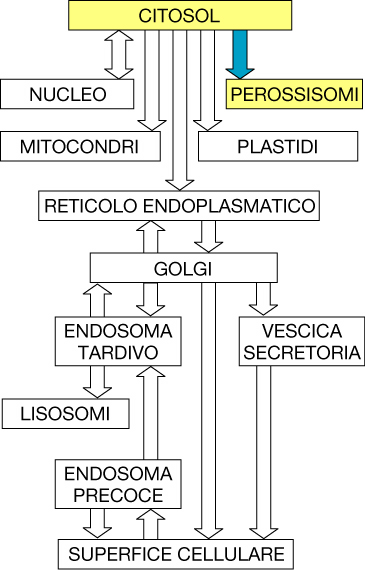 CITOSOL
NUCLEO
PEROSSISOMI
MITOCONDRI
PLASTIDI
RETICOLO ENDOPLASMATICO
GOLGI
ENDOSOMA
TARDIVO
VESCICA
SECRETORIA
LISOSOMI
ENDOSOMA
PRECOCE
SUPERFICE CELLULARE